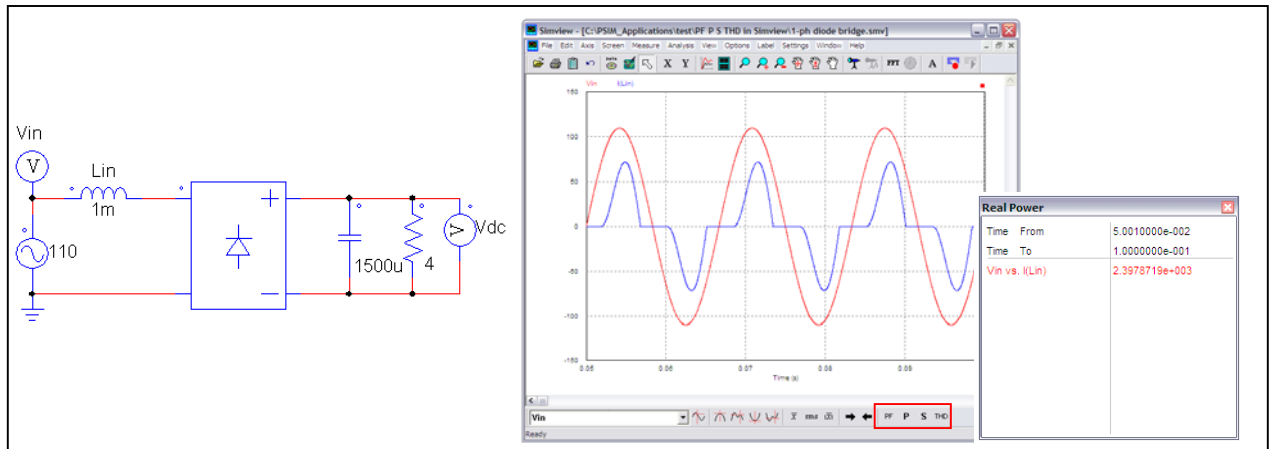 Vin
V
Lin
1m
110
+
−
1500u
4
V
Vdc
Simview - [C:\PSIM_Applications\test\PF P S THD in Simview\1-ph diode bridge.smv]
File Edit Axis Screen Measure Analysis View Options Label Settings Window Help
X Y FFT A
Vin I(Lin)
150
100
50
0
-50
-100
-150
0.05 0.06 0.07 0.08 0.09
Time (s)
Vin
rms PF P S THD
Ready
Real Power
Time From 5.0010000e-002
Time To 1.0000000e-001
Vin vs. I(Lin) 2.3978719e+003